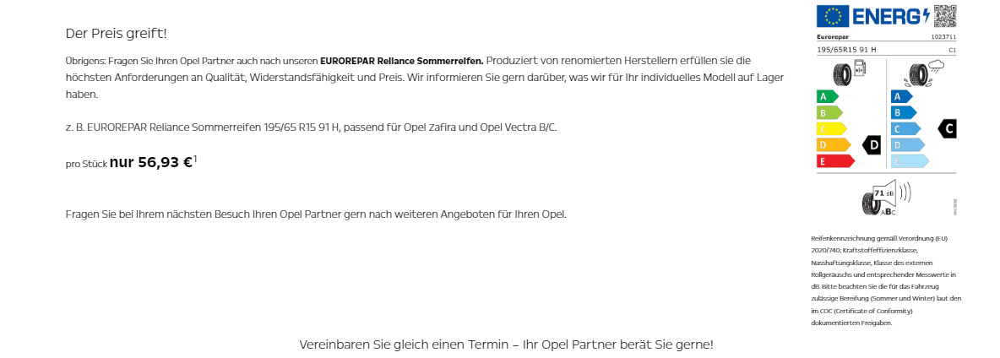 Der Preis greift!
Übrigens: Fragen Sie Ihren Opel Partner auch nach unseren EUROREPAR Reliance Sommerreifen. Produziert von renomierten Herstellern erfüllen sie die
höchsten Anforderungen an Qualität, Widerstandsfähigkeit und Preis. Wir informieren Sie gern darüber, was wir für Ihr individuelles Modell auf Lager
haben.
z. B. EUROREPAR Reliance Sommerreifen 195/65 R15 91 H, passend für Opel Zafira und Opel Vectra B/C.
pro Stück nur 56,93 €1
Fragen Sie bei Ihrem nächsten Besuch Ihren Opel Partner gern nach weiteren Angeboten für Ihren Opel.
ENERG
Eurorepar 1023711
195/65R15 91 H C1
A A
B B
C C C
D D D
E E
71 dB
ABC
2020/740
Reifenkennzeichnung gemäß Verordnung (EU)
2020/740; Kraftstoffeffizienzklasse,
Nasshaftungsklasse, Klasse des externen
Rollgeräuschs und entsprechender Messwerte in
dB. Bitte beachten Sie die für das Fahrzeug
zulässige Bereifung (Sommer und Winter) laut den
im COC (Certificate of Conformity)
dokumentierten Freigaben.
Vereinbaren Sie gleich einen Termin – Ihr Opel Partner berät Sie gerne!